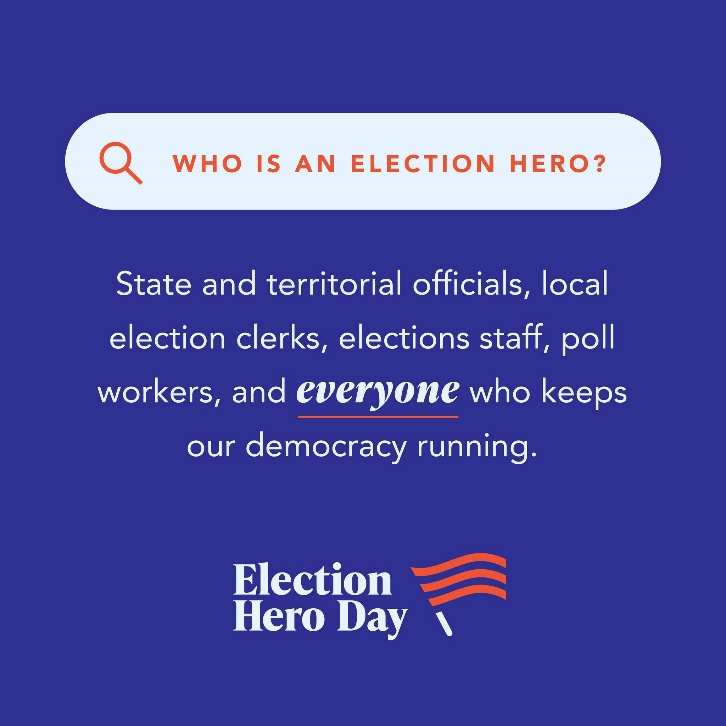 WHO IS AN ELECTION HERO?
State and territorial officials, local
election clerks, elections staff, poll
workers, and everyone who keeps
our democracy running.
Election
Hero Day